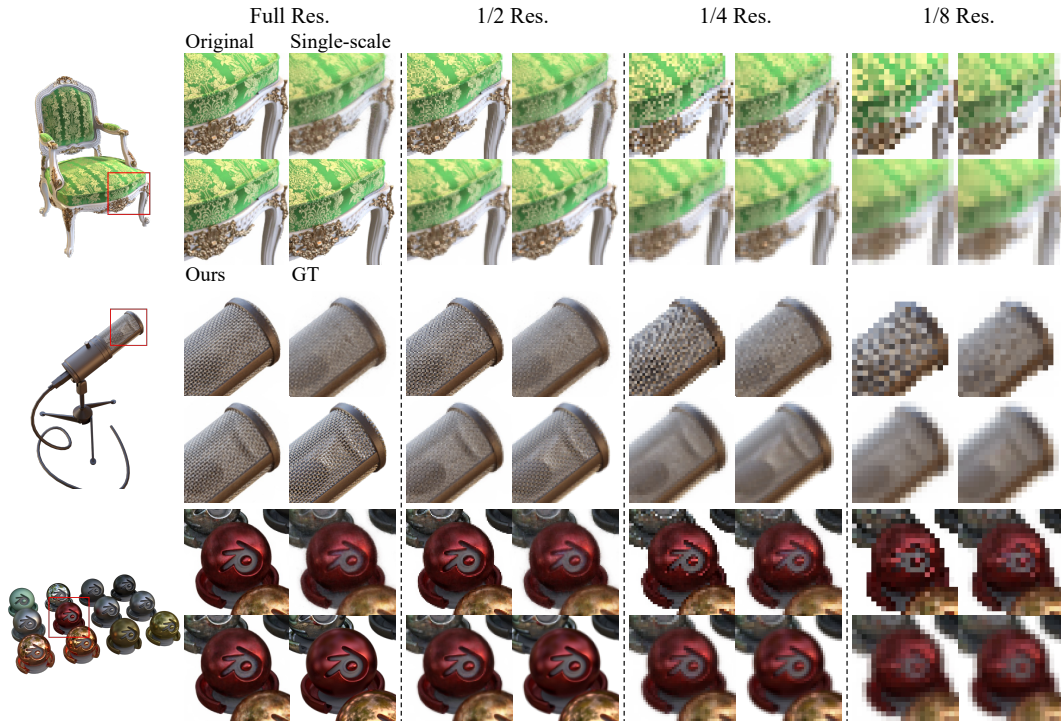 Full Res. 1/2 Res. 1/4 Res. 1/8 Res.
Original Single-scale
Ours GT